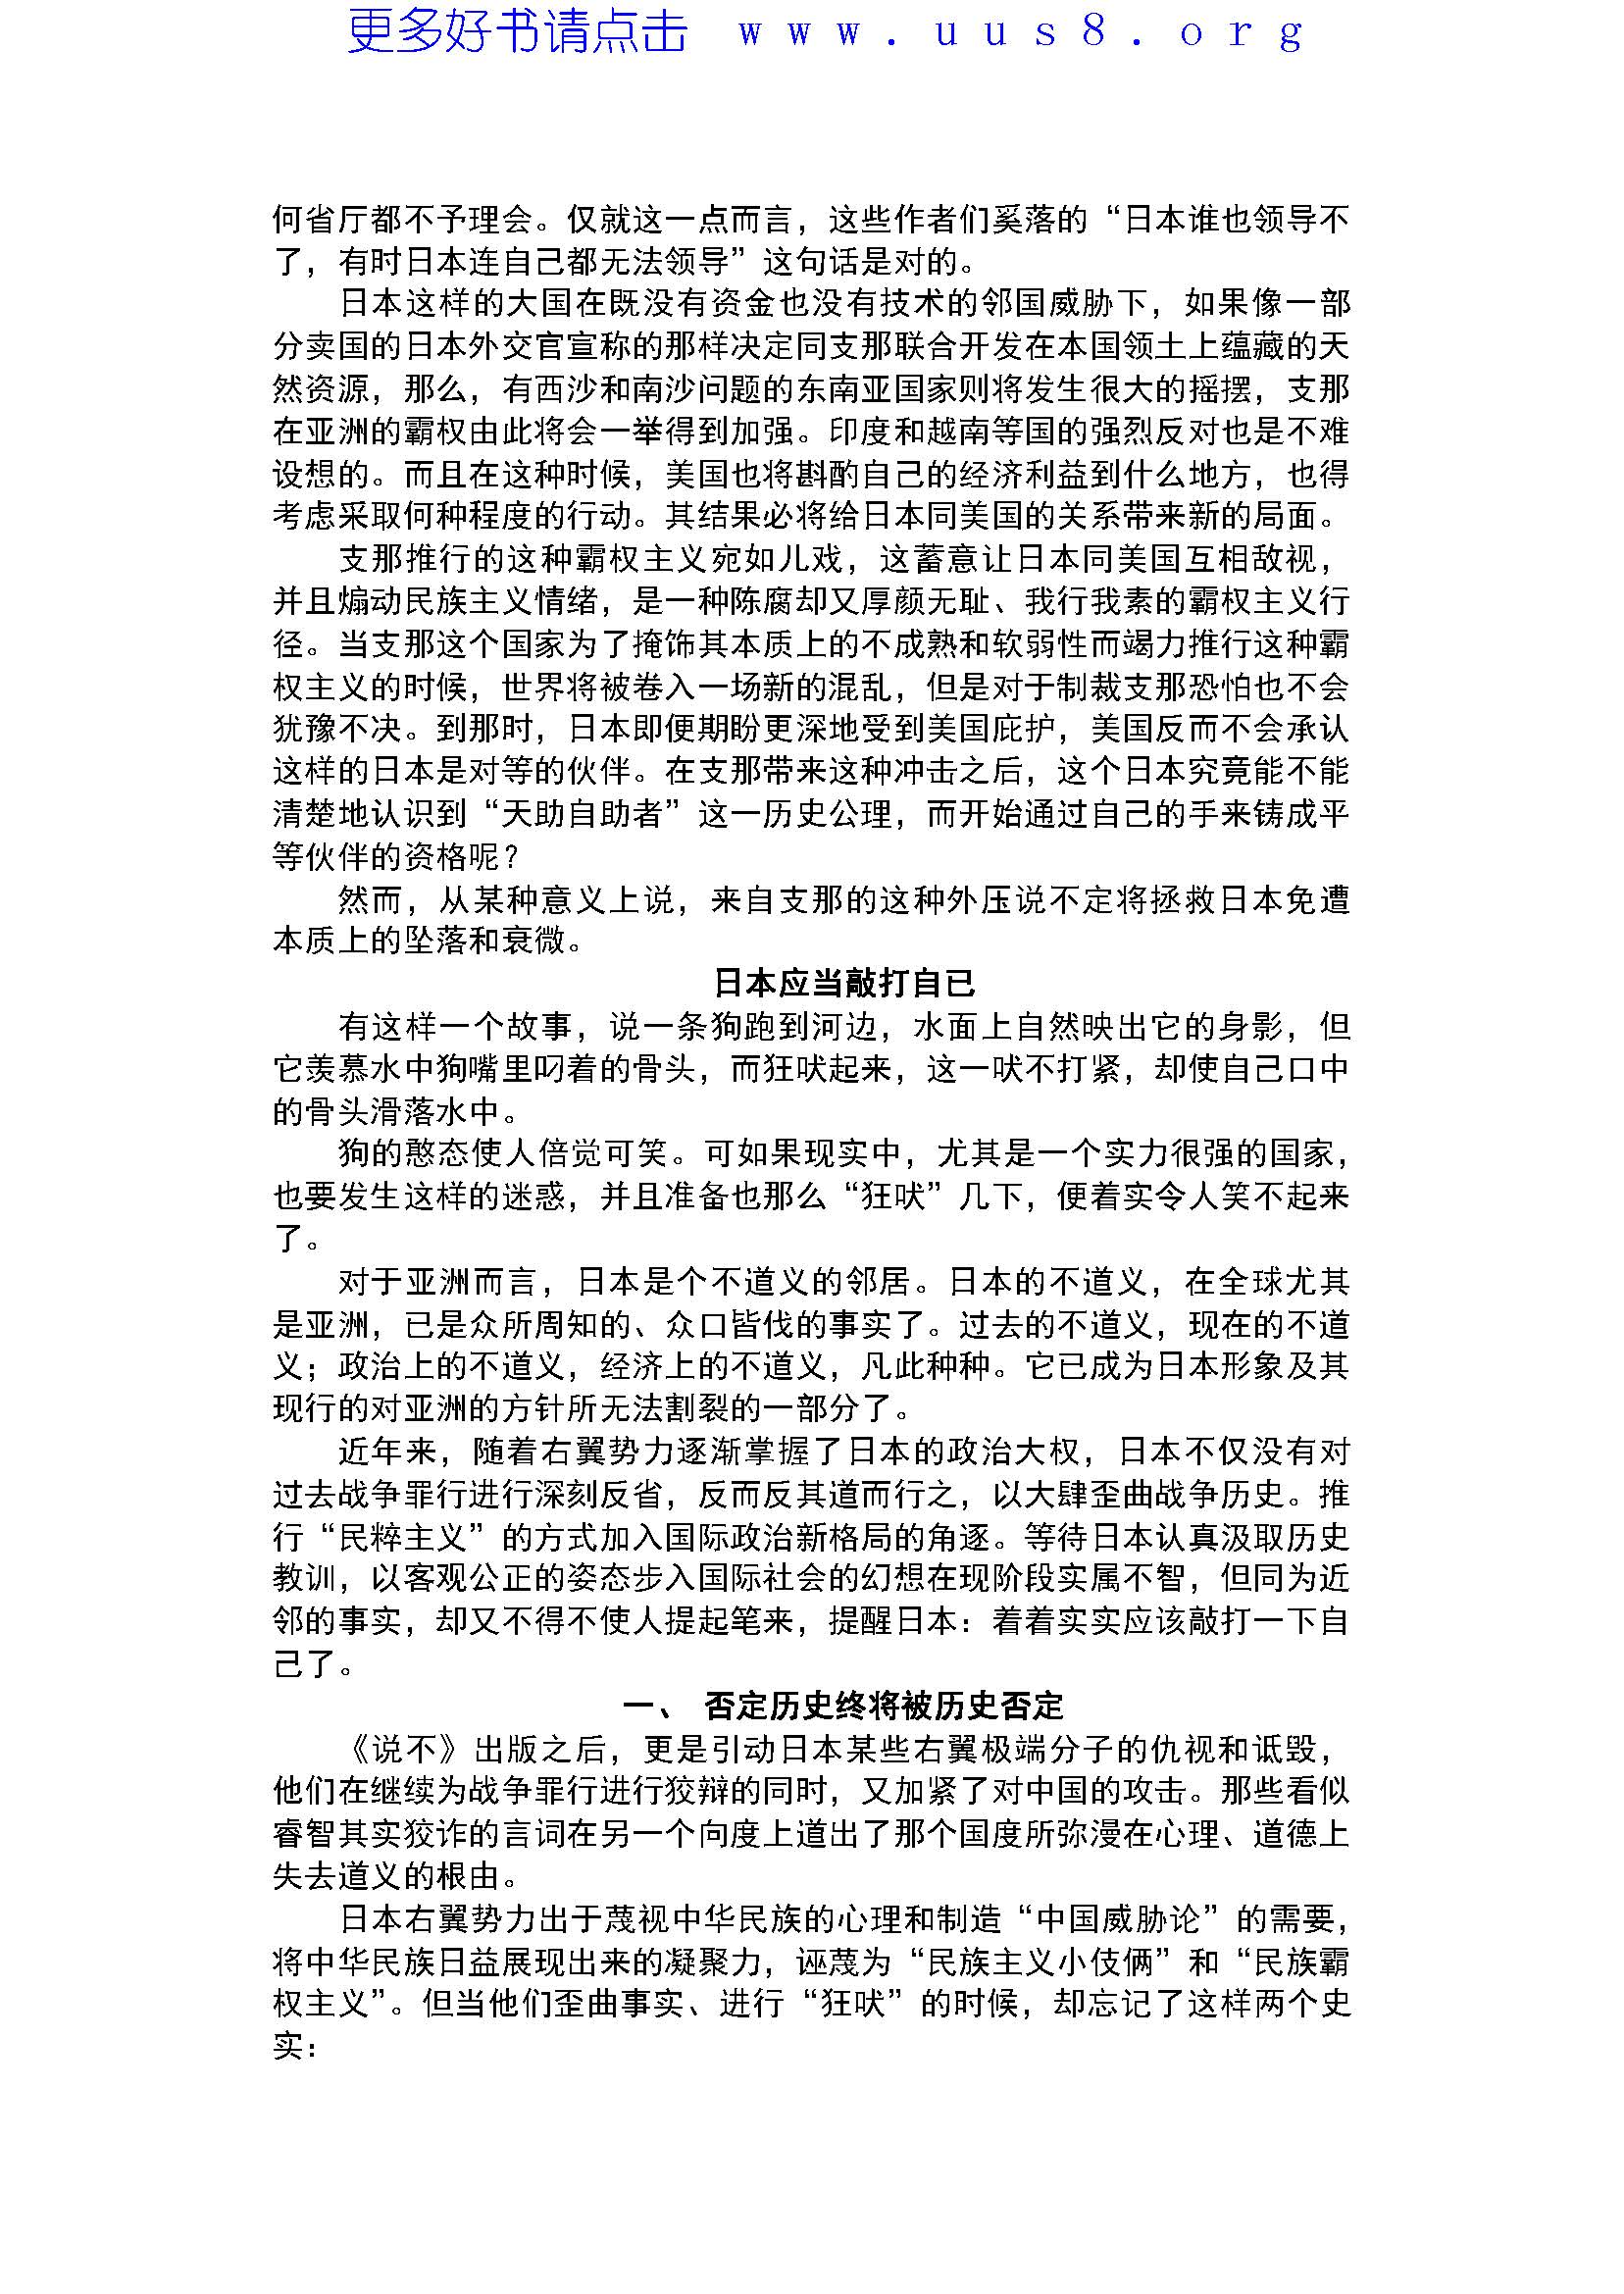 更多好书请点击 www.uus8.org
何省厅都不予理会。仅就这一点而言，这些作者们奚落的“日本谁也领导不
了，有时日本连自己都无法领导”这句话是对的。
日本这样的大国在既没有资金也没有技术的邻国威胁下，如果像一部
分卖国的日本外交官宣称的那样决定同支那联合开发在本国领土上蕴藏的天
然资源，那么，有西沙和南沙问题的东南亚国家则将发生很大的摇摆，支那
在亚洲的霸权由此将会一举得到加强。印度和越南等国的强烈反对也是不难
设想的。而且在这种时候，美国也将斟酌自己的经济利益到什么地方，也得
考虑采取何种程度的行动。其结果必将给日本同美国的关系带来新的局面。
支那推行的这种霸权主义宛如儿戏，这蓄意让日本同美国互相敌视，
并且煽动民族主义情绪，是一种陈腐却又厚颜无耻、我行我素的霸权主义行
径。当支那这个国家为了掩饰其本质上的不成熟和软弱性而竭力推行这种霸
权主义的时候，世界将被卷入一场新的混乱，但是对于制裁支那恐怕也不会
犹豫不决。到那时，日本即便期盼更深地受到美国庇护，美国反而不会承认
这样的日本是对等的伙伴。在支那带来这种冲击之后，这个日本究竟能不能
清楚地认识到“天助自助者”这一历史公理，而开始通过自己的手来铸成平
等伙伴的资格呢？
然而，从某种意义上说，来自支那的这种外压说不定将拯救日本免遭
本质上的坠落和衰微。
日本应当敲打自已
有这样一个故事，说一条狗跑到河边，水面上自然映出它的身影，但
它羡慕水中狗嘴里叼着的骨头，而狂吠起来，这一吠不打紧，却使自己口中
的骨头滑落水中。
狗的憨态使人倍觉可笑。可如果现实中，尤其是一个实力很强的国家，
也要发生这样的迷惑，并且准备也那么“狂吠”几下，便着实令人笑不起来
了。
对于亚洲而言，日本是个不道义的邻居。日本的不道义，在全球尤其
是亚洲，已是众所周知的、众口皆伐的事实了。过去的不道义，现在的不道
义；政治上的不道义，经济上的不道义，凡此种种。它已成为日本形象及其
现行的对亚洲的方针所无法割裂的一部分了。
近年来，随着右翼势力逐渐掌握了日本的政治大权，日本不仅没有对
过去战争罪行进行深刻反省，反而反其道而行之，以大肆歪曲战争历史。推
行“民粹主义”的方式加入国际政治新格局的角逐。等待日本认真汲取历史
教训，以客观公正的姿态步入国际社会的幻想在现阶段实属不智，但同为近
邻的事实，却又不得不使人提起笔来，提醒日本：着着实实应该敲打一下自
己了。
一、 否定历史终将被历史否定
《说不》出版之后，更是引动日本某些右翼极端分子的仇视和诋毁，
他们在继续为战争罪行进行狡辩的同时，又加紧了对中国的攻击。那些看似
睿智其实狡诈的言词在另一个向度上道出了那个国度所弥漫在心理、道德上
失去道义的根由。
日本右翼势力出于蔑视中华民族的心理和制造“中国威胁论”的需要，
将中华民族日益展现出来的凝聚力，诬蔑为“民族主义小伎俩”和“民族霸
权主义”。但当他们歪曲事实、进行“狂吠”的时候，却忘记了这样两个史
实：